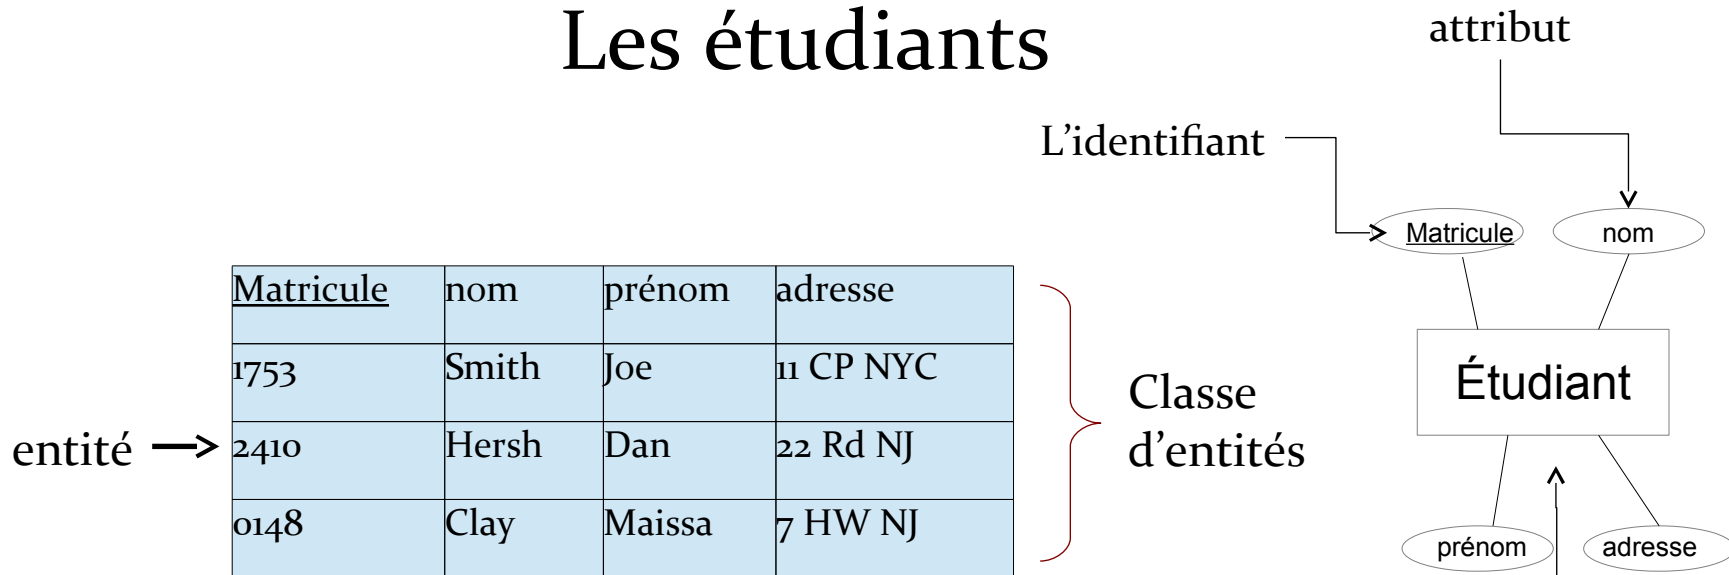 Les étudiants
attribut
L'identifiant
Matricule nom
Matricule nom prénom adresse
1753 Smith Joe 11 CP NYC
entité 2410 Hersh Dan 22 Rd NJ
0148 Clay Maissa 7 HW NJ
Classe
d'entités
Étudiant
prénom adresse